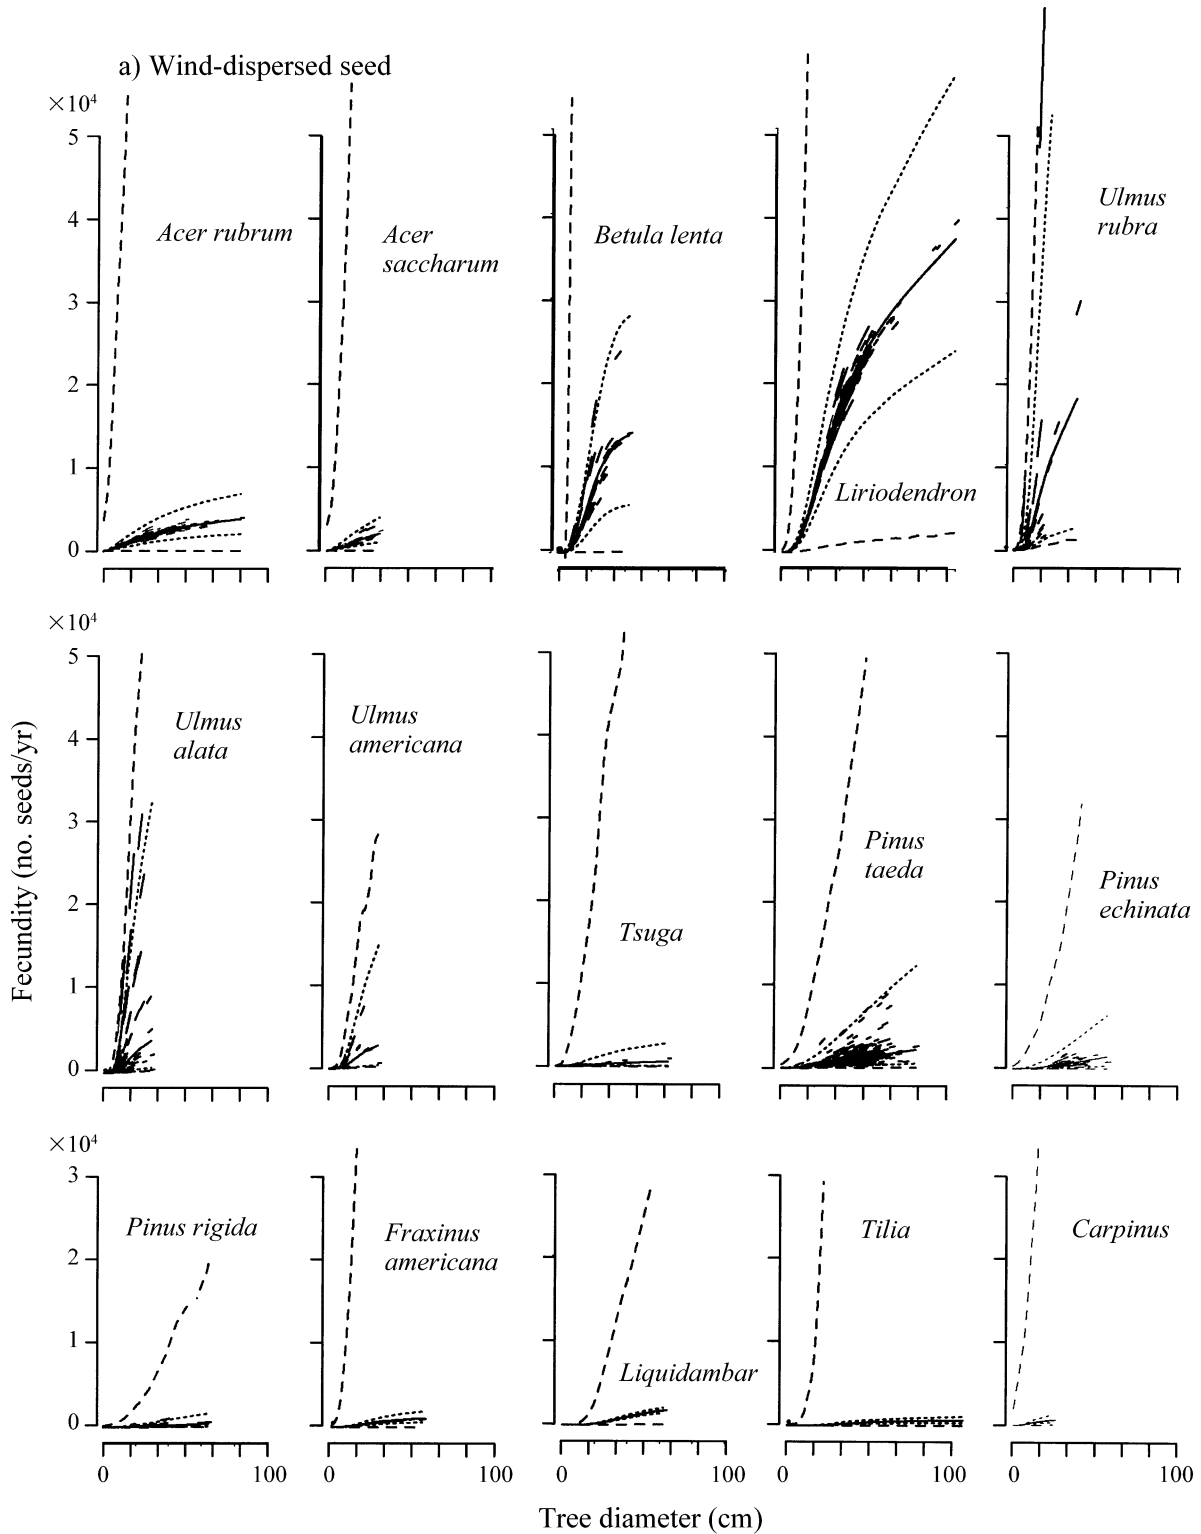 a) Wind-dispersed seed
×10⁴
5
4
3
2
1
0
Acer rubrum
Acer
saccharum
Betula lenta
Liriodendron
Ulmus
rubra
×10⁴
5
4
3
2
1
0
Ulmus
alata
Ulmus
americana
Tsuga
Pinus
taeda
Pinus
echinata
Fecundity (no. seeds/yr)
×10⁴
3
2
1
0
Pinus rigida
Fraxinus
americana
Liquidambar
Tilia
Carpinus
0 100 0 100 0 100 0 100 0 100
Tree diameter (cm)